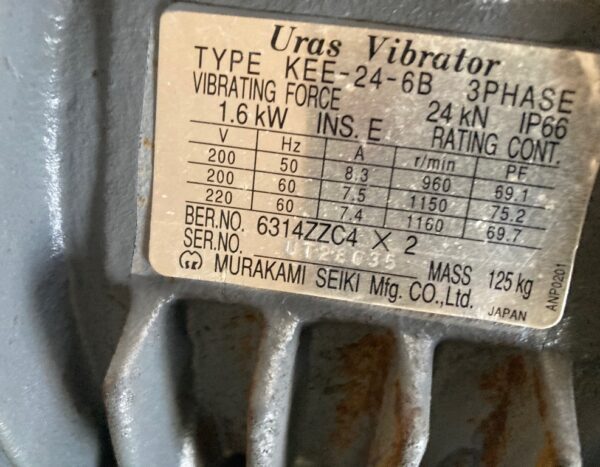 Uras Vibrator
TYPE KEE-24-6B 3PHASE
VIBRATING FORCE 24 kN IP66
1.6 kW INS. E RATING CONT.
V Hz A r/min PF
200 50 8.3 960 69.1
200 60 7.5 1150 75.2
220 60 7.4 1160 69.7
BER.NO. 6314ZZC4 × 2
SER.NO. MASS 125 kg
MURAKAMI SEIKI Mfg. CO., Ltd. JAPAN
ANP0201